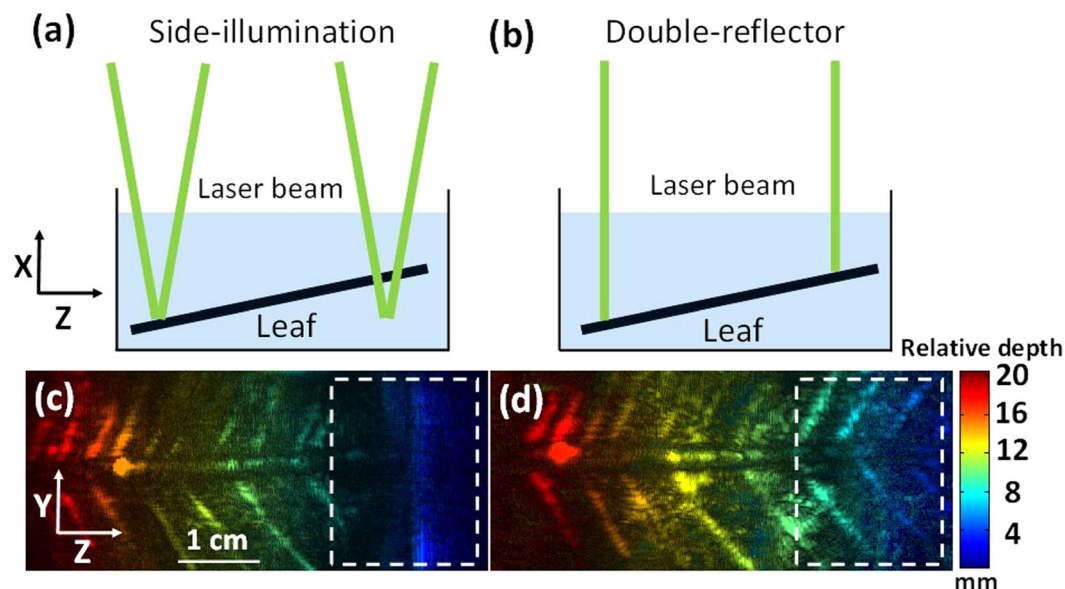 (a) Side-illumination
(b) Double-reflector
Laser beam
Laser beam
X
Z
Leaf
Leaf
Relative depth
(c)
(d)
20
16
12
8
4
mm
Y
Z
1 cm